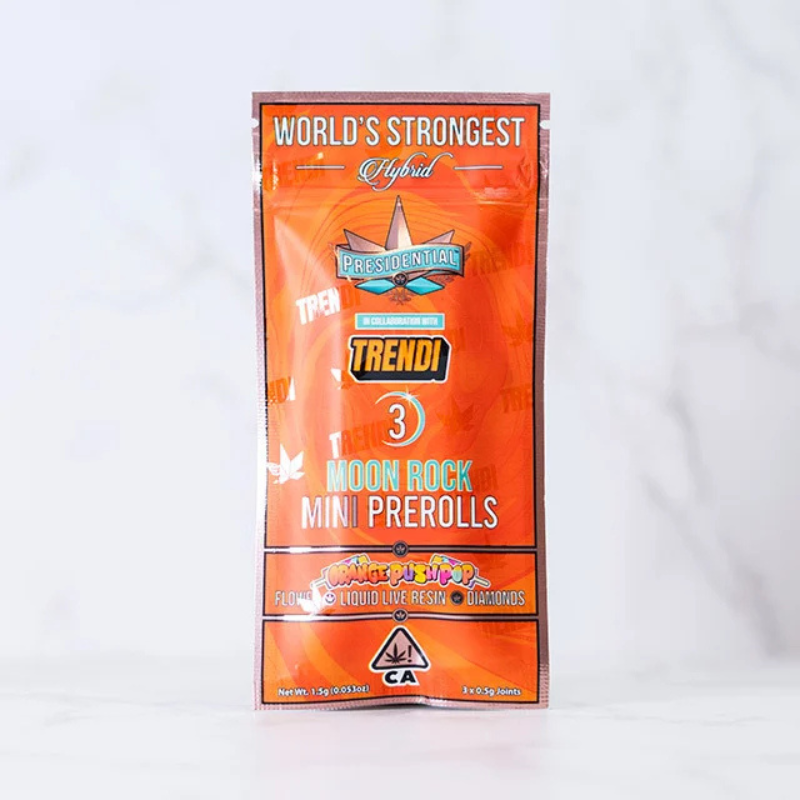 WORLD'S STRONGEST
Hybrid
PRESIDENTIAL
IN COLLABORATION WITH
TRENDI
TRENDI
3
MOON ROCK
MINI PREROLLS
ORANGE PUSH POP
FLOWER LIQUID LIVE RESIN DIAMONDS
CA
Net Wt. 1.5g (0.053oz) 3 x 0.5g Joints